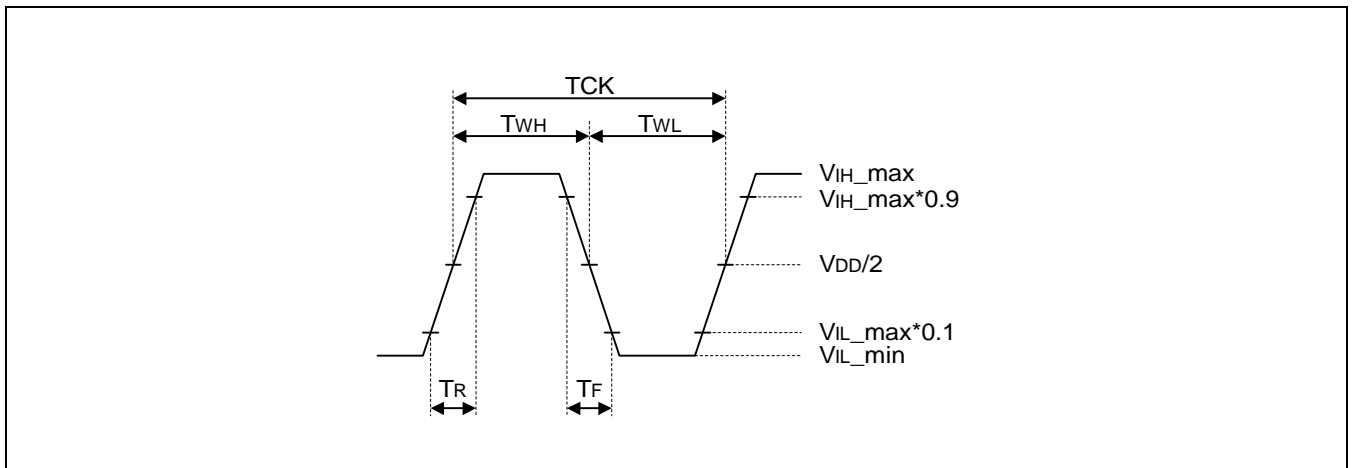 TCK
TWH
TWL
VIH_max
VIH_max*0.9
VDD/2
VIL_max*0.1
VIL_min
TR
TF